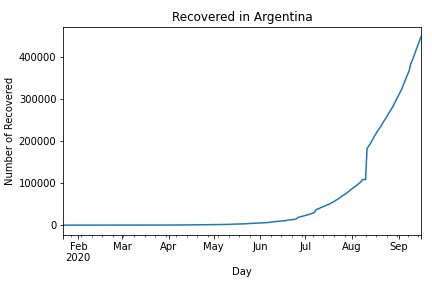 Recovered in Argentina
Number of Recovered
400000
300000
200000
100000
0
Feb Mar Apr May Jun Jul Aug Sep
2020
Day